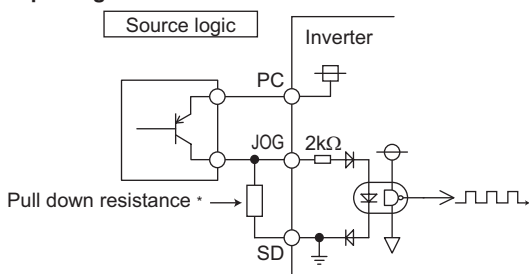 Source logic
Inverter
PC
JOG
2kΩ
Pull down resistance *
SD